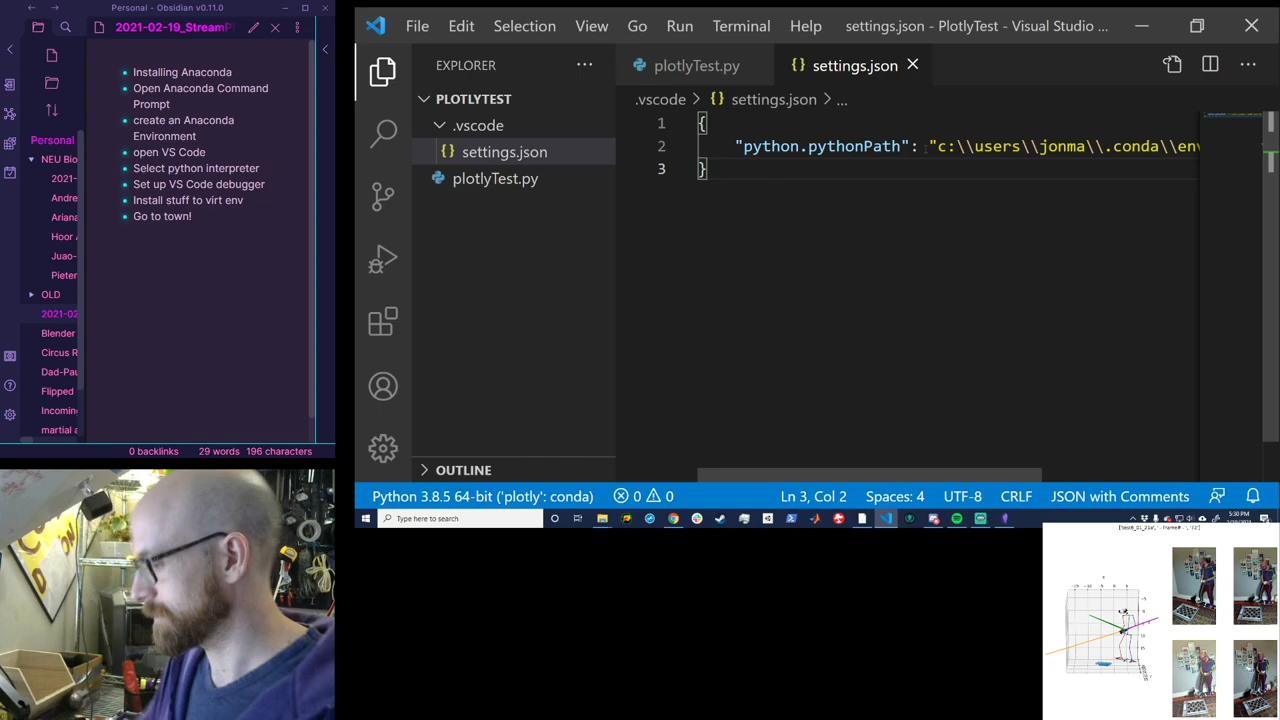 Personal - Obsidian v0.11.0
2021-02-19_StreamP
Installing Anaconda
Open Anaconda Command
Prompt
create an Anaconda
Environment
open VS Code
Select python interpreter
Set up VS Code debugger
Install stuff to virt env
Go to town!
Personal
NEU Bio
2021-
Andre
Ariana
Hoor
Juao-
Pieter
OLD
2021-02
Blender
Circus R
Dad-Pau
Flipped
Incoming
martial a
0 backlinks 29 words 196 characters
File Edit Selection View Go Run Terminal Help settings.json - PlotlyTest - Visual Studio ...
EXPLORER
PLOTLYTEST
.vscode
{} settings.json
plotlyTest.py
OUTLINE
plotlyTest.py {} settings.json
.vscode > {} settings.json > ...
1 {
2 "python.pythonPath": "c:\\users\\jonma\\.conda\\env
3 }
Python 3.8.5 64-bit ('plotly': conda) 0 0 Ln 3, Col 2 Spaces: 4 UTF-8 CRLF JSON with Comments
Type here to search
5:30 PM